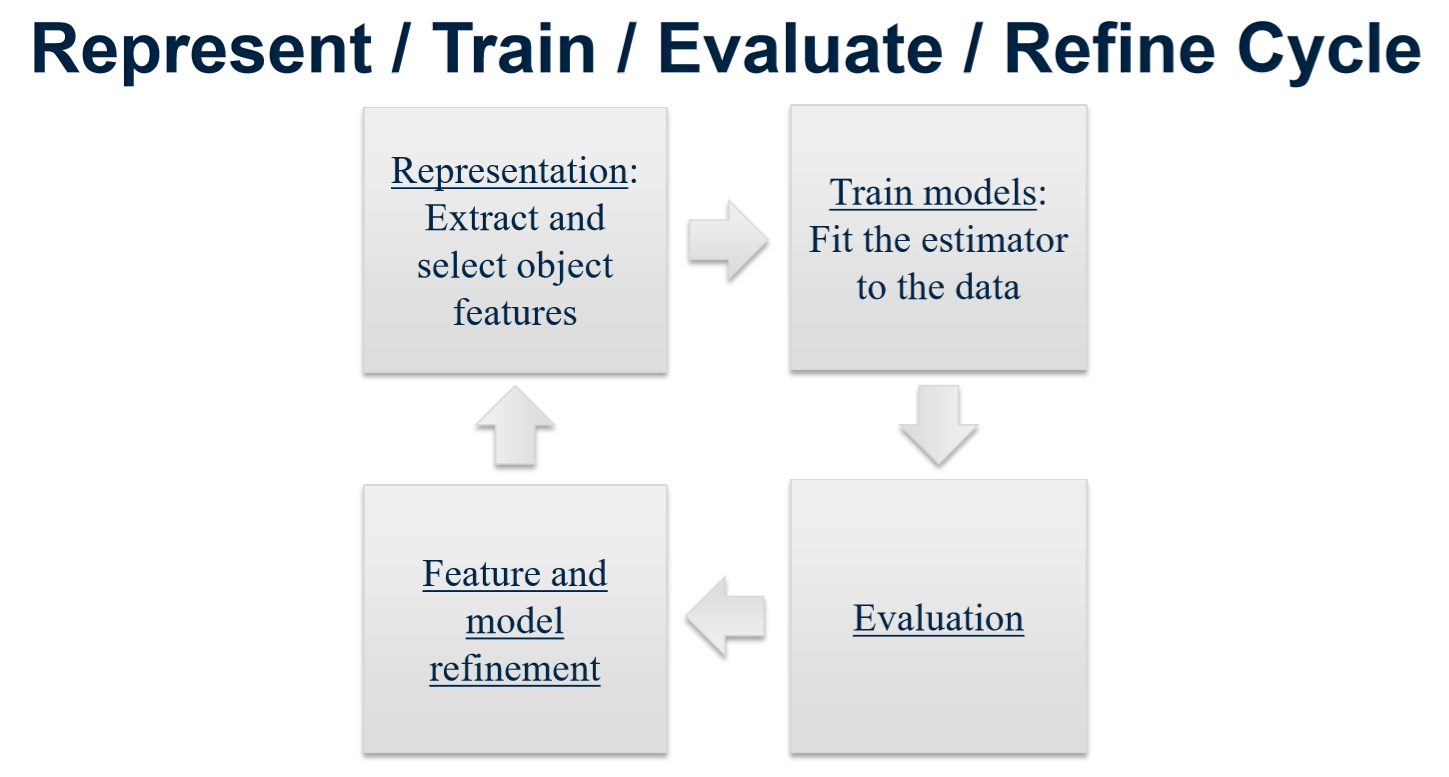 Represent / Train / Evaluate / Refine Cycle
Representation:
Extract and
select object
features
Train models:
Fit the estimator
to the data
Evaluation
Feature and
model
refinement